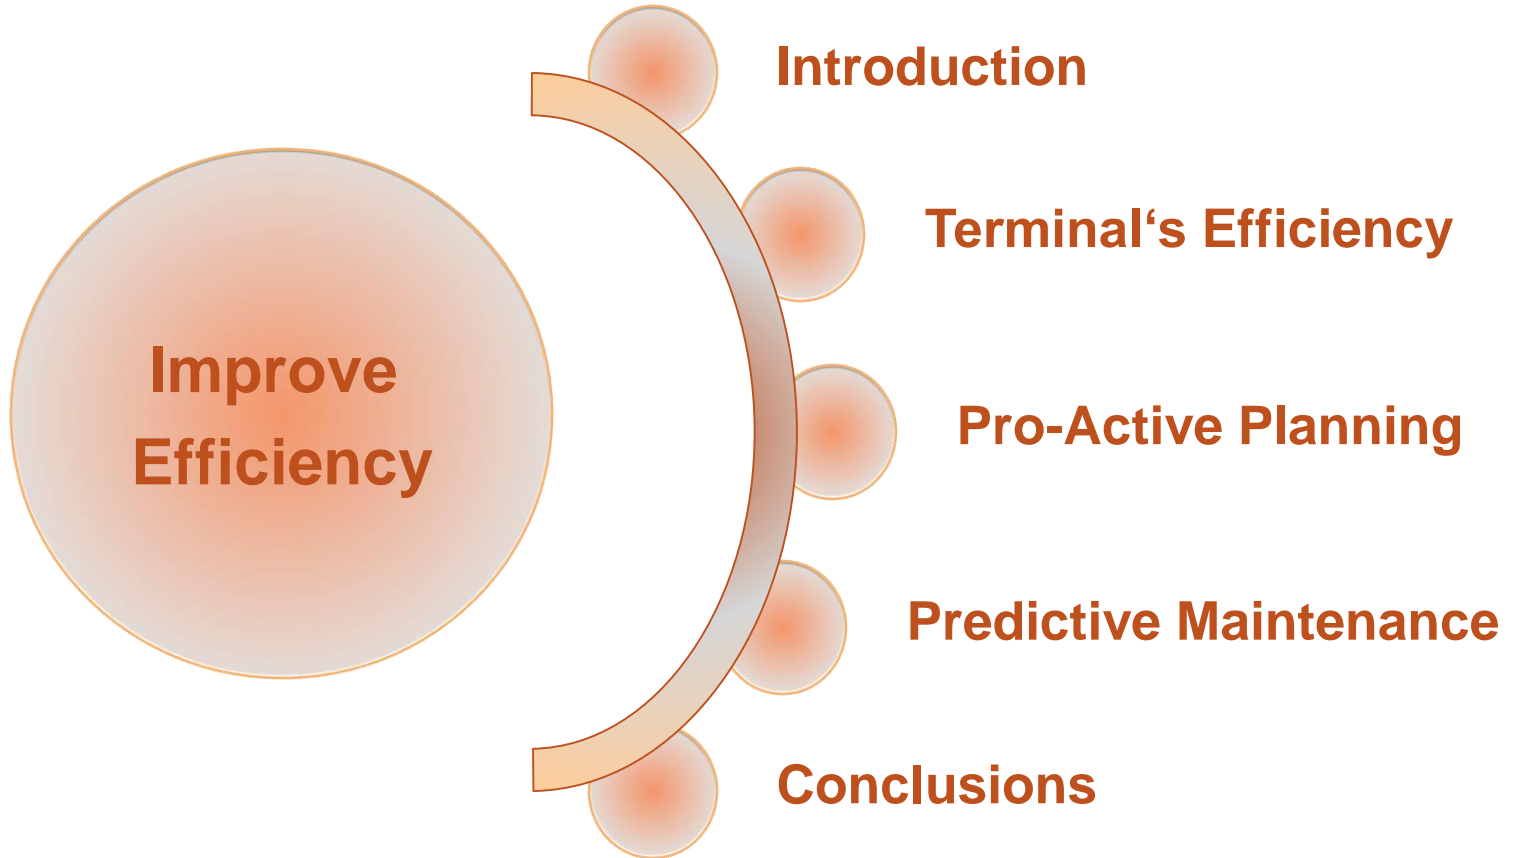 Introduction
Terminal‘s Efficiency
Improve
Efficiency
Pro-Active Planning
Predictive Maintenance
Conclusions